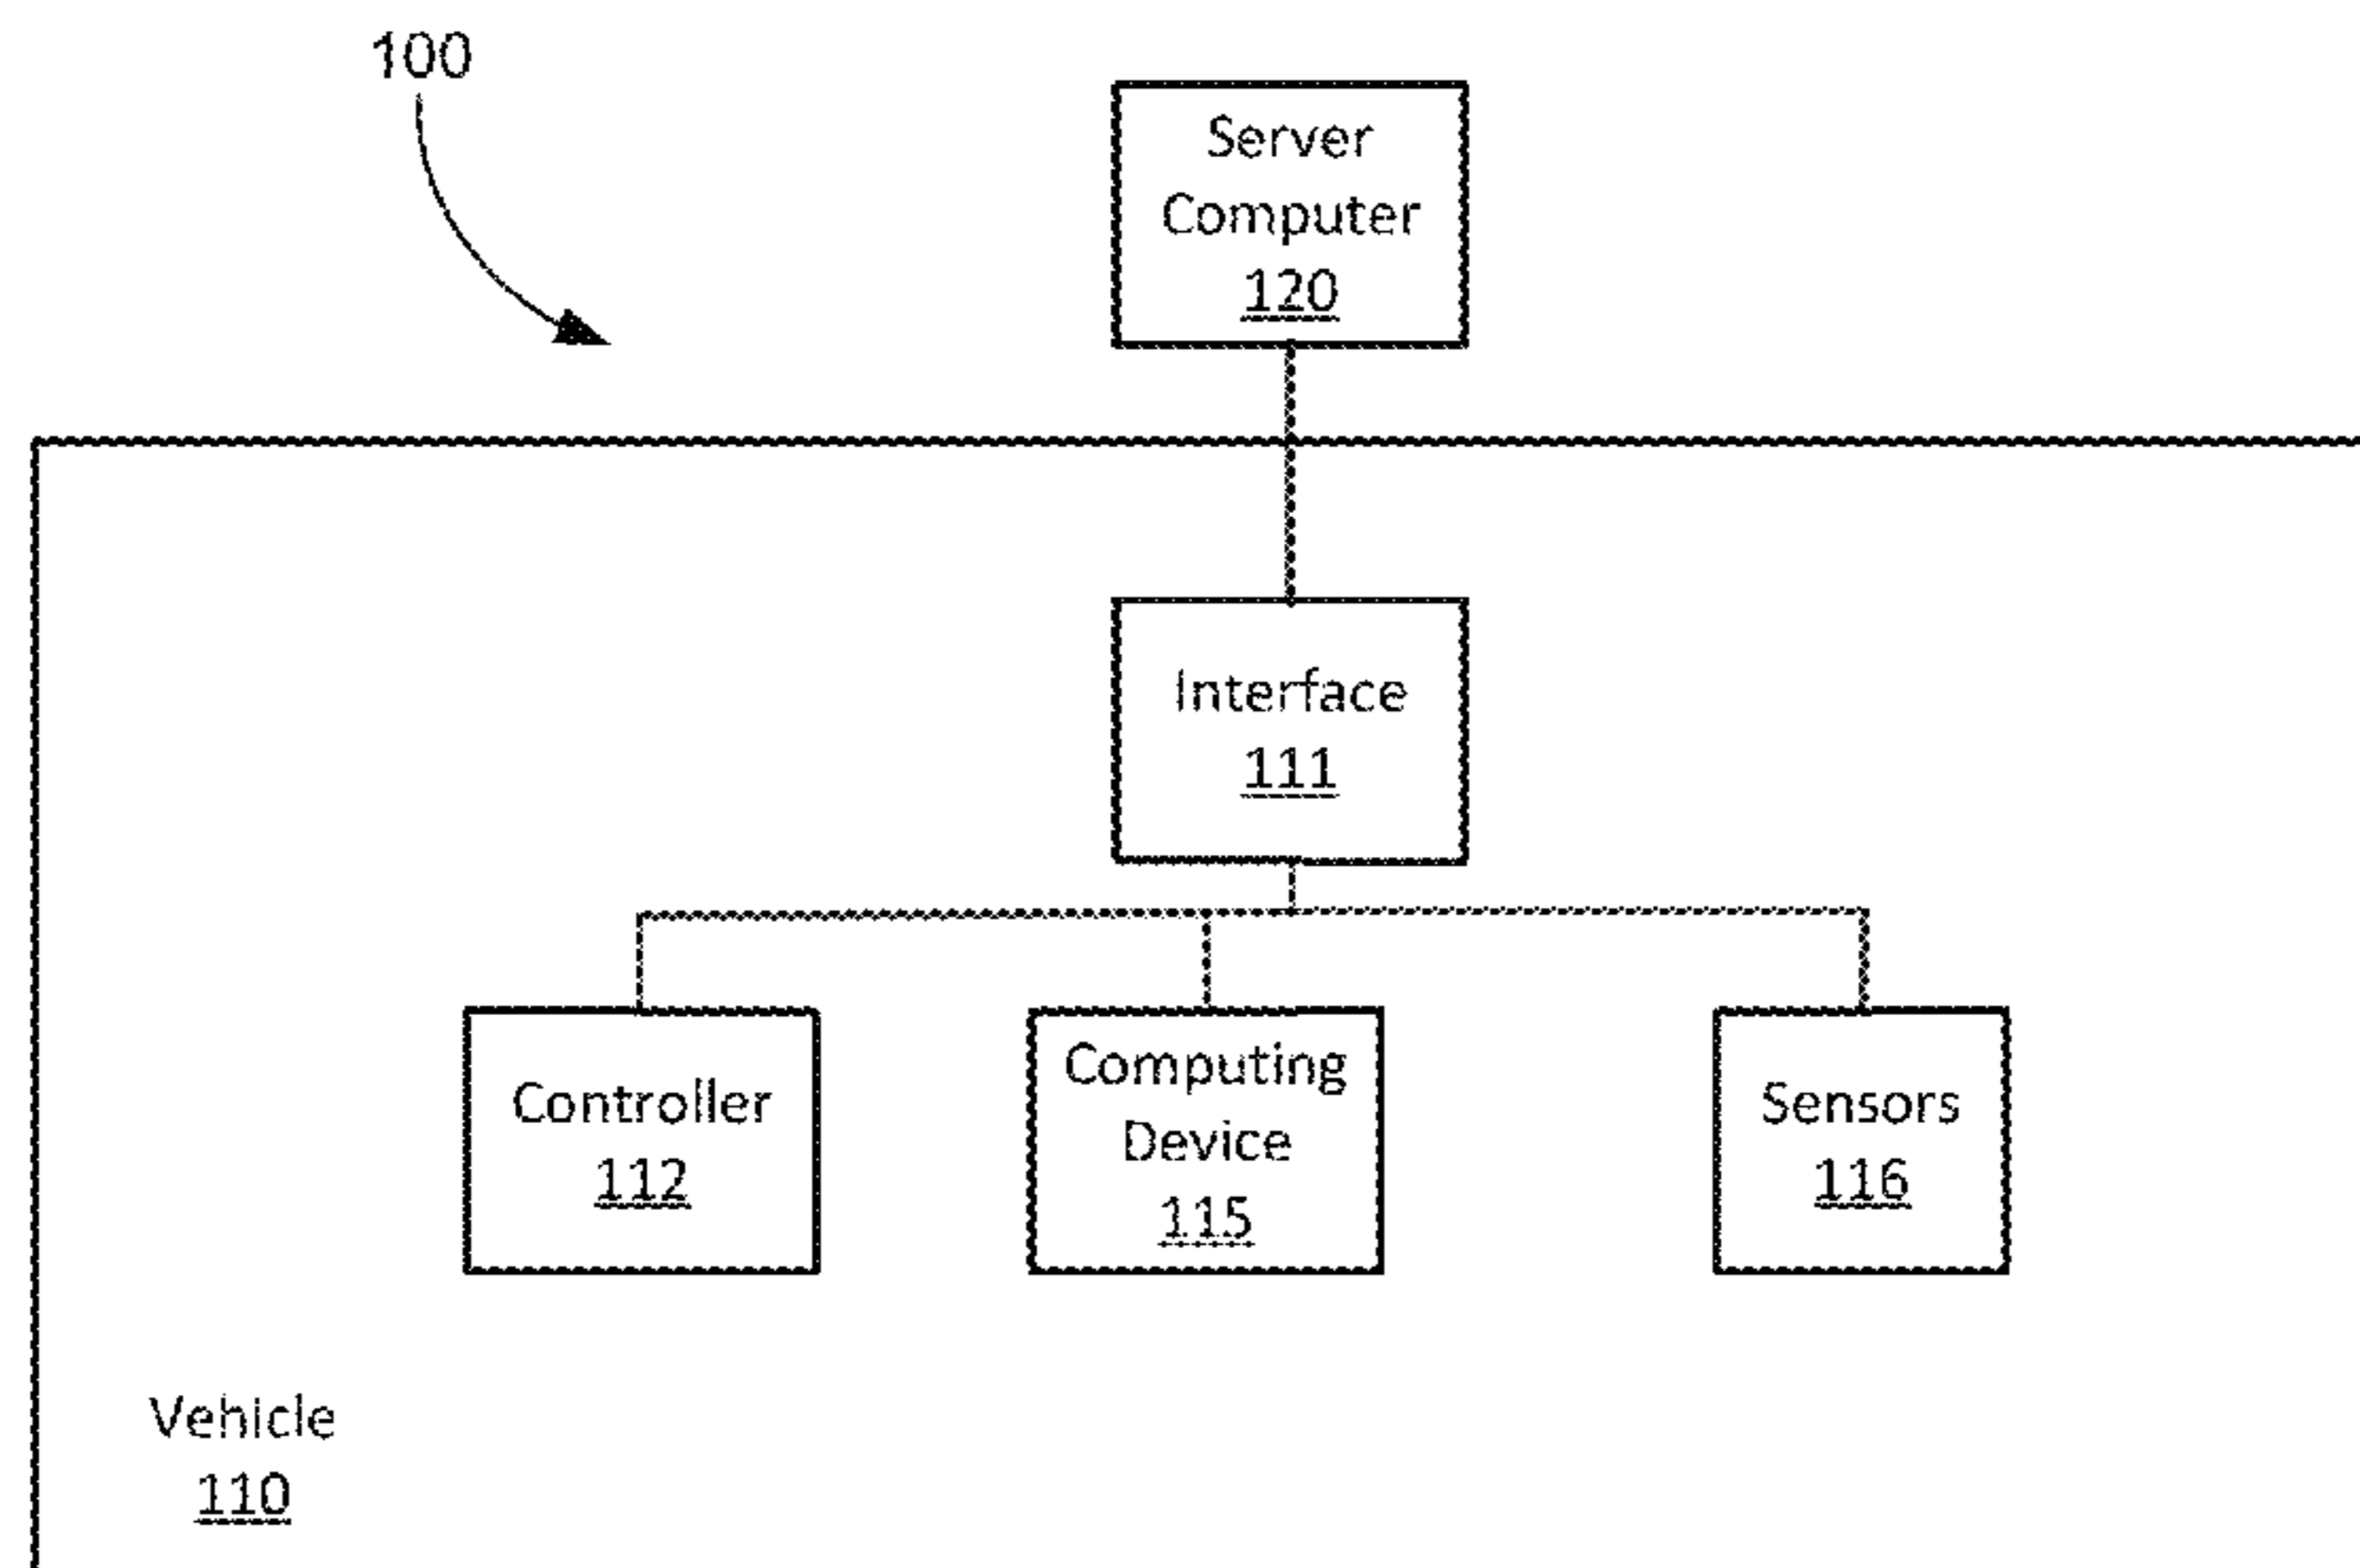 100
Server
Computer
120
Interface
111
Controller
112
Computing
Device
115
Sensors
116
Vehicle
110